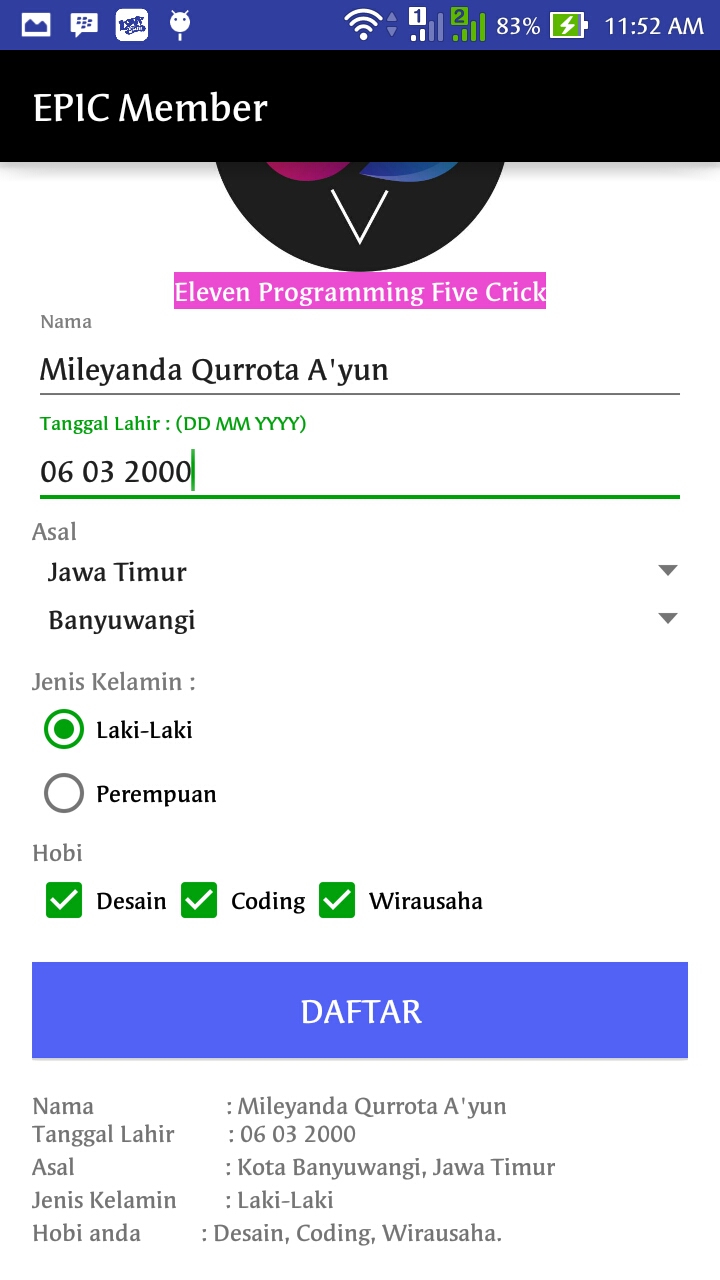 1 2 83% 11:52 AM
EPIC Member
Eleven Programming Five Crick
Nama
Mileyanda Qurrota A'yun
Tanggal Lahir : (DD MM YYYY)
06 03 2000
Asal
Jawa Timur
Banyuwangi
Jenis Kelamin :
Laki-Laki
Perempuan
Hobi
Desain Coding Wirausaha
DAFTAR
Nama : Mileyanda Qurrota A'yun
Tanggal Lahir : 06 03 2000
Asal : Kota Banyuwangi, Jawa Timur
Jenis Kelamin : Laki-Laki
Hobi anda : Desain, Coding, Wirausaha.